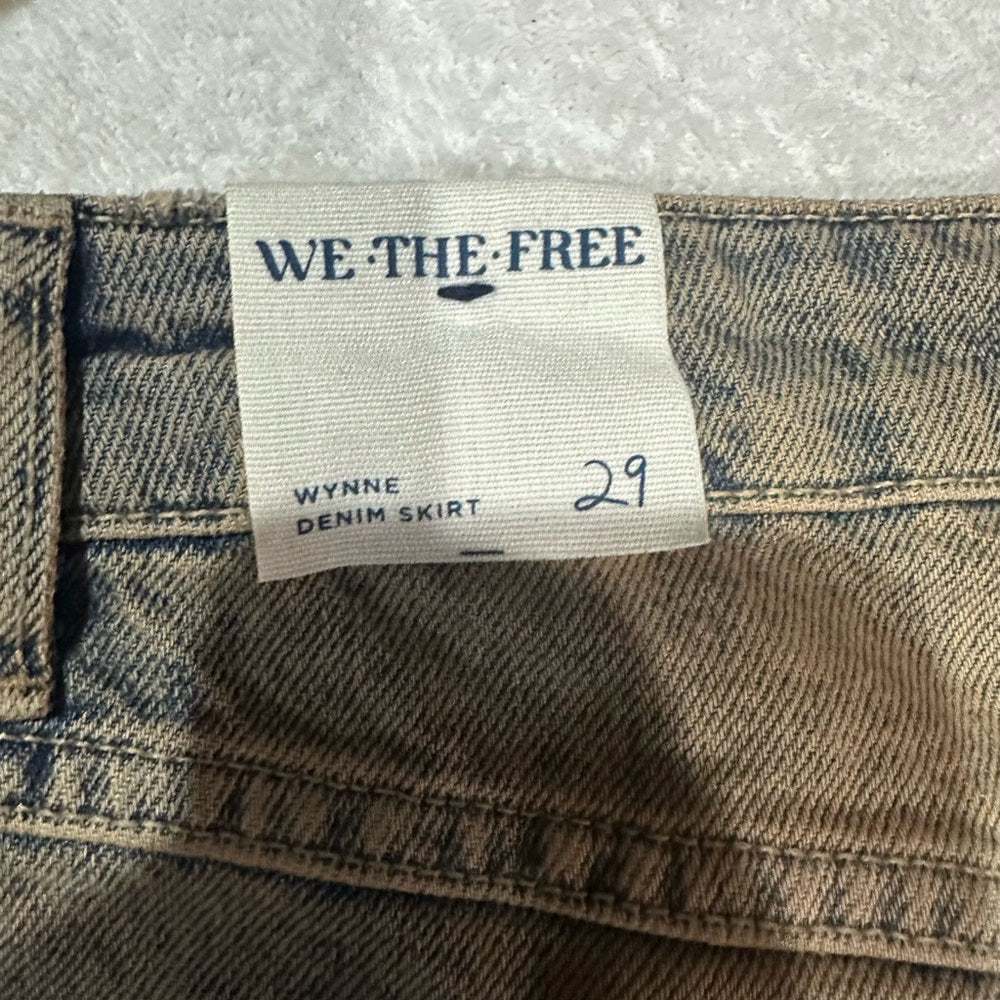 WE·THE·FREE
WYNNE
DENIM SKIRT
29